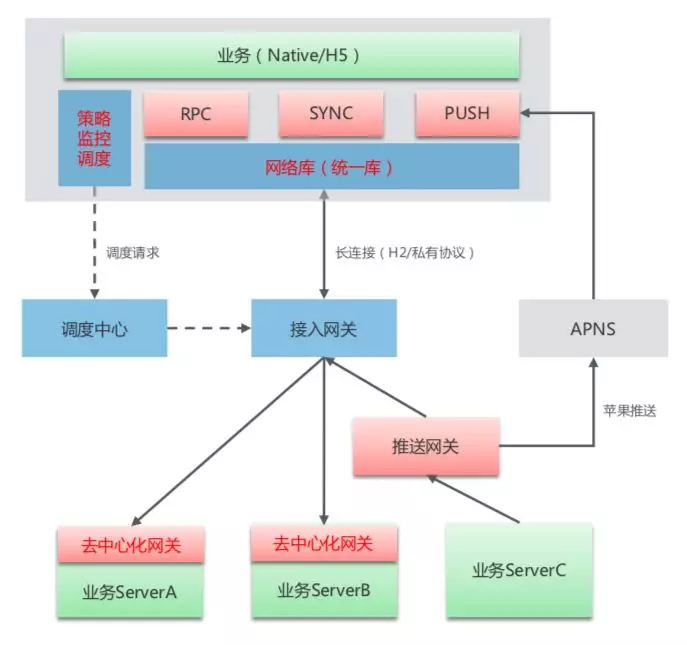 业务（Native/H5）
策略
监控
调度
RPC
SYNC
PUSH
网络库（统一库）
调度请求
长连接（H2/私有协议）
调度中心
接入网关
APNS
苹果推送
推送网关
去中心化网关
业务ServerA
去中心化网关
业务ServerB
业务ServerC